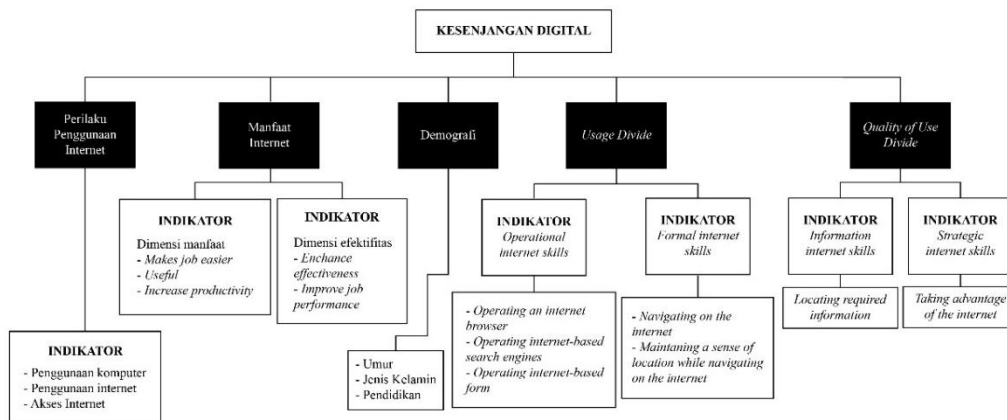 KESENJANGAN DIGITAL
Perilaku
Penggunaan
Internet
Manfaat
Internet
Demografi
Usage Divide
Quality of Use
Divide
INDIKATOR
Dimensi manfaat
- Makes job easier
- Useful
- Increase productivity
INDIKATOR
Dimensi efektifitas
- Enchance
effectiveness
- Improve job
performance
INDIKATOR
Operational
internet skills
INDIKATOR
Formal internet
skills
INDIKATOR
Information
internet skills
INDIKATOR
Strategic
internet skills
- Operating an internet
browser
- Operating internet-based
search engines
- Operating internet-based
form
- Navigating on the
internet
- Maintaning a sense of
location while navigating
on the internet
Locating required
information
Taking advantage
of the internet
INDIKATOR
- Penggunaan komputer
- Penggunaan internet
- Akses Internet
- Umur
- Jenis Kelamin
- Pendidikan